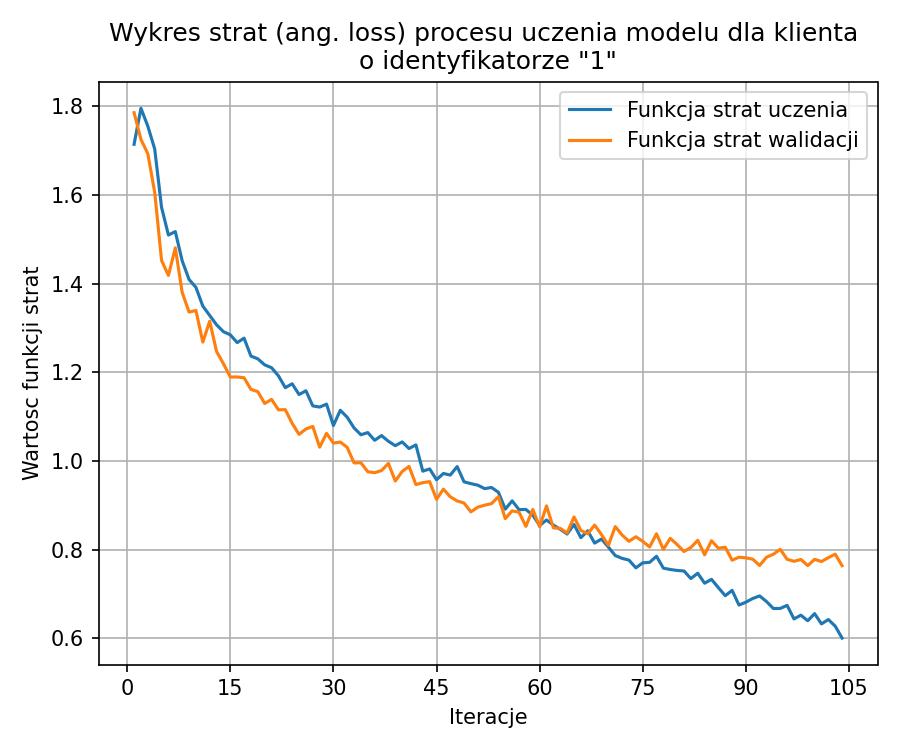 Wykres strat (ang. loss) procesu uczenia modelu dla klienta
o identyfikatorze "1"
Funkcja strat uczenia
Funkcja strat walidacji
Wartosc funkcji strat
1.8
1.6
1.4
1.2
1.0
0.8
0.6
0 15 30 45 60 75 90 105
Iteracje